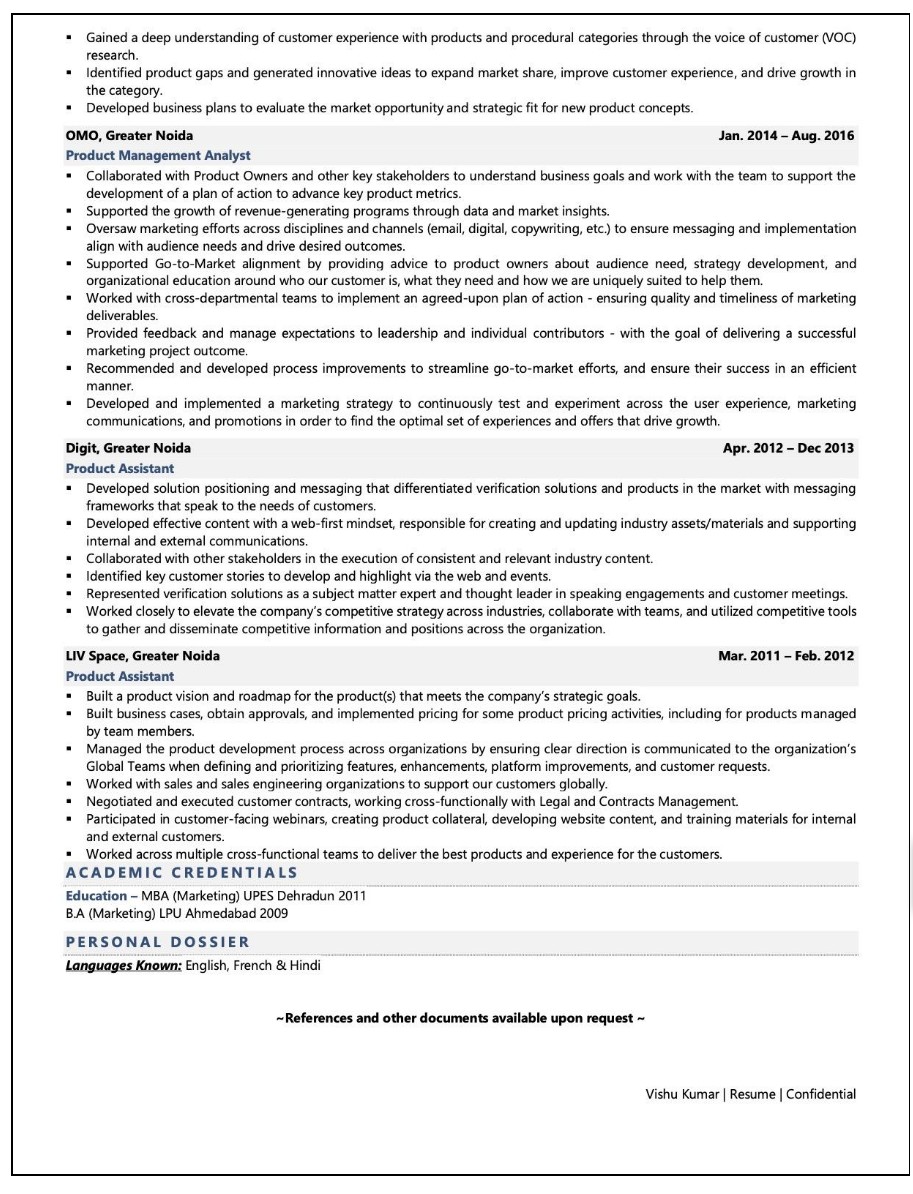 ▪ Gained a deep understanding of customer experience with products and procedural categories through the voice of customer (VOC)
research.
▪ Identified product gaps and generated innovative ideas to expand market share, improve customer experience, and drive growth in
the category.
▪ Developed business plans to evaluate the market opportunity and strategic fit for new product concepts.
OMO, Greater Noida Jan. 2014 – Aug. 2016
Product Management Analyst
▪ Collaborated with Product Owners and other key stakeholders to understand business goals and work with the team to support the
development of a plan of action to advance key product metrics.
▪ Supported the growth of revenue-generating programs through data and market insights.
▪ Oversaw marketing efforts across disciplines and channels (email, digital, copywriting, etc.) to ensure messaging and implementation
align with audience needs and drive desired outcomes.
▪ Supported Go-to-Market alignment by providing advice to product owners about audience need, strategy development, and
organizational education around who our customer is, what they need and how we are uniquely suited to help them.
▪ Worked with cross-departmental teams to implement an agreed-upon plan of action - ensuring quality and timeliness of marketing
deliverables.
▪ Provided feedback and manage expectations to leadership and individual contributors - with the goal of delivering a successful
marketing project outcome.
▪ Recommended and developed process improvements to streamline go-to-market efforts, and ensure their success in an efficient
manner.
▪ Developed and implemented a marketing strategy to continuously test and experiment across the user experience, marketing
communications, and promotions in order to find the optimal set of experiences and offers that drive growth.
Digit, Greater Noida Apr. 2012 – Dec 2013
Product Assistant
▪ Developed solution positioning and messaging that differentiated verification solutions and products in the market with messaging
frameworks that speak to the needs of customers.
▪ Developed effective content with a web-first mindset, responsible for creating and updating industry assets/materials and supporting
internal and external communications.
▪ Collaborated with other stakeholders in the execution of consistent and relevant industry content.
▪ Identified key customer stories to develop and highlight via the web and events.
▪ Represented verification solutions as a subject matter expert and thought leader in speaking engagements and customer meetings.
▪ Worked closely to elevate the company's competitive strategy across industries, collaborate with teams, and utilized competitive tools
to gather and disseminate competitive information and positions across the organization.
LIV Space, Greater Noida Mar. 2011 – Feb. 2012
Product Assistant
▪ Built a product vision and roadmap for the product(s) that meets the company's strategic goals.
▪ Built business cases, obtain approvals, and implemented pricing for some product pricing activities, including for products managed
by team members.
▪ Managed the product development process across organizations by ensuring clear direction is communicated to the organization's
Global Teams when defining and prioritizing features, enhancements, platform improvements, and customer requests.
▪ Worked with sales and sales engineering organizations to support our customers globally.
▪ Negotiated and executed customer contracts, working cross-functionally with Legal and Contracts Management.
▪ Participated in customer-facing webinars, creating product collateral, developing website content, and training materials for internal
and external customers.
▪ Worked across multiple cross-functional teams to deliver the best products and experience for the customers.
ACADEMIC CREDENTIALS
Education – MBA (Marketing) UPES Dehradun 2011
B.A (Marketing) LPU Ahmedabad 2009
PERSONAL DOSSIER
Languages Known: English, French & Hindi
~References and other documents available upon request ~
Vishu Kumar | Resume | Confidential